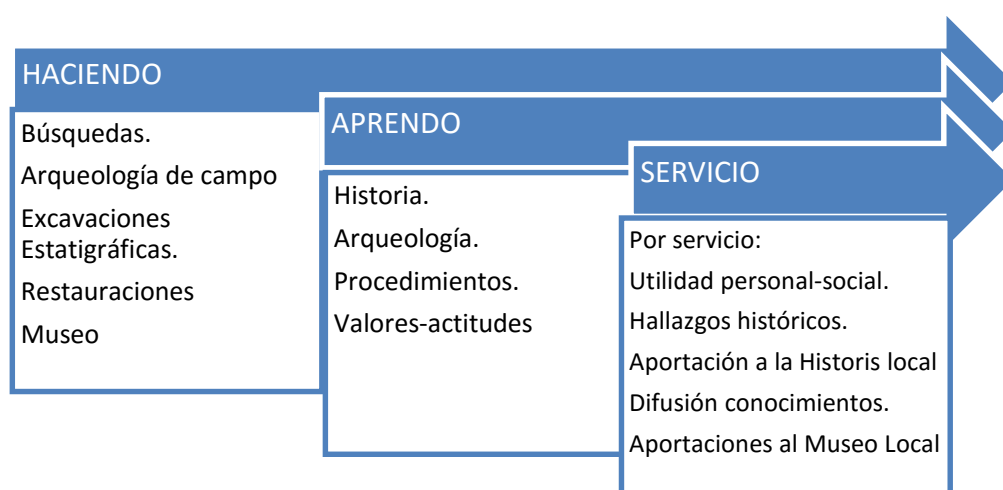 HACIENDO
Búsquedas.
Arqueología de campo
Excavaciones
Estatigráficas.
Restauraciones
Museo
APRENDO
Historia.
Arqueología.
Procedimientos.
Valores-actitudes
SERVICIO
Por servicio:
Utilidad personal-social.
Hallazgos históricos.
Aportación a la Historis local
Difusión conocimientos.
Aportaciones al Museo Local